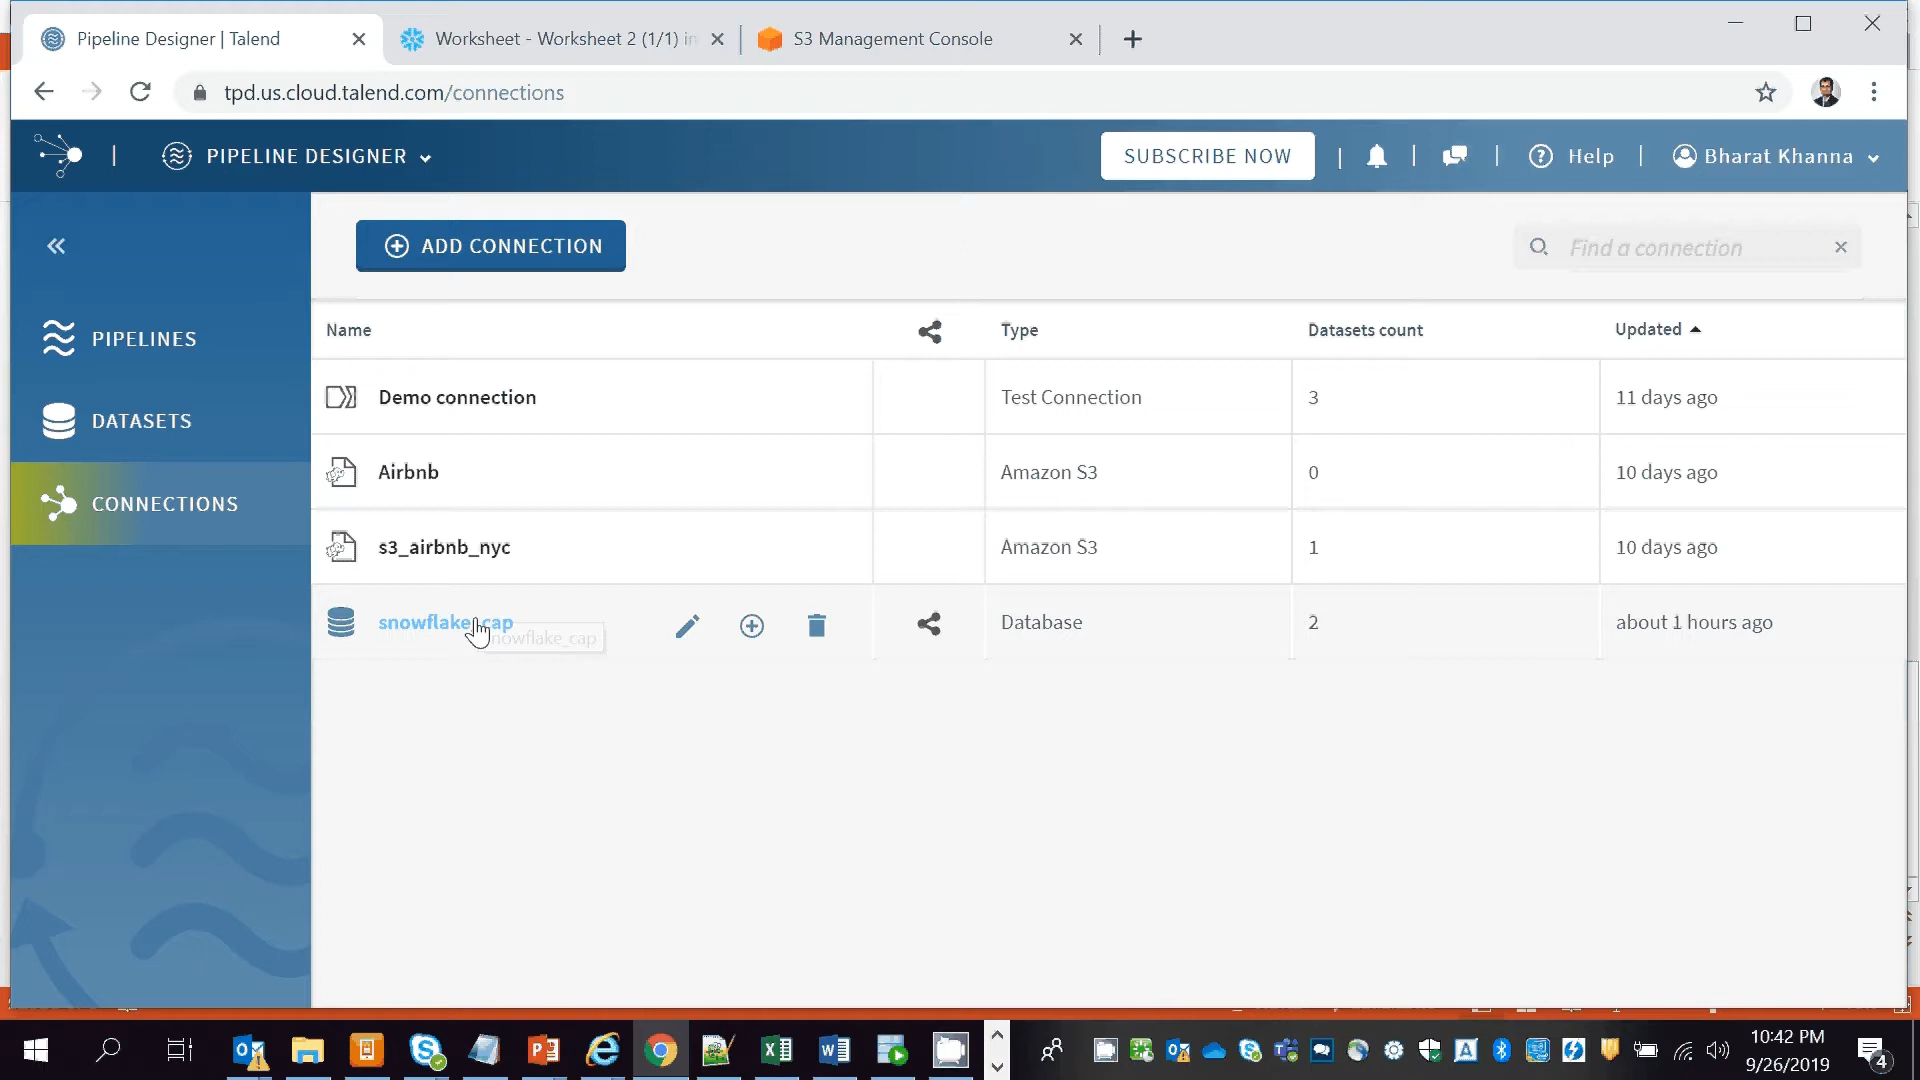 Pipeline Designer | Talend
Worksheet - Worksheet 2 (1/1) in
S3 Management Console
tpd.us.cloud.talend.com/connections
PIPELINE DESIGNER
SUBSCRIBE NOW
Help
Bharat Khanna
ADD CONNECTION
Find a connection
PIPELINES
DATASETS
CONNECTIONS
Name Type Datasets count Updated
Demo connection Test Connection 3 11 days ago
Airbnb Amazon S3 0 10 days ago
s3_airbnb_nyc Amazon S3 1 10 days ago
snowflake_cap Database 2 about 1 hours ago
snowflake_cap
10:42 PM
9/26/2019
4